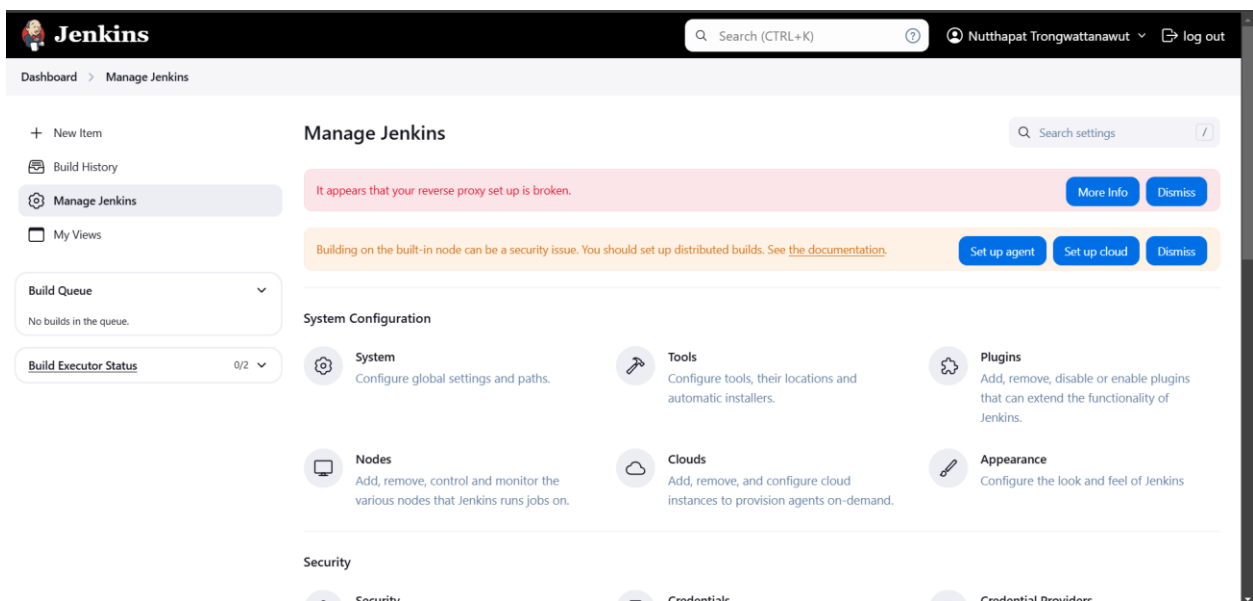 Jenkins
Search (CTRL+K)
Nutthapat Trongwattanawut
log out
Dashboard > Manage Jenkins
New Item
Build History
Manage Jenkins
My Views
Build Queue
No builds in the queue.
Build Executor Status 0/2
Manage Jenkins
Search settings /
It appears that your reverse proxy set up is broken.
More Info Dismiss
Building on the built-in node can be a security issue. You should set up distributed builds. See the documentation.
Set up agent Set up cloud Dismiss
System Configuration
System
Configure global settings and paths.
Tools
Configure tools, their locations and
automatic installers.
Plugins
Add, remove, disable or enable plugins
that can extend the functionality of
Jenkins.
Nodes
Add, remove, control and monitor the
various nodes that Jenkins runs jobs on.
Clouds
Add, remove, and configure cloud
instances to provision agents on-demand.
Appearance
Configure the look and feel of Jenkins
Security
Security
Credentials
Credential Providers